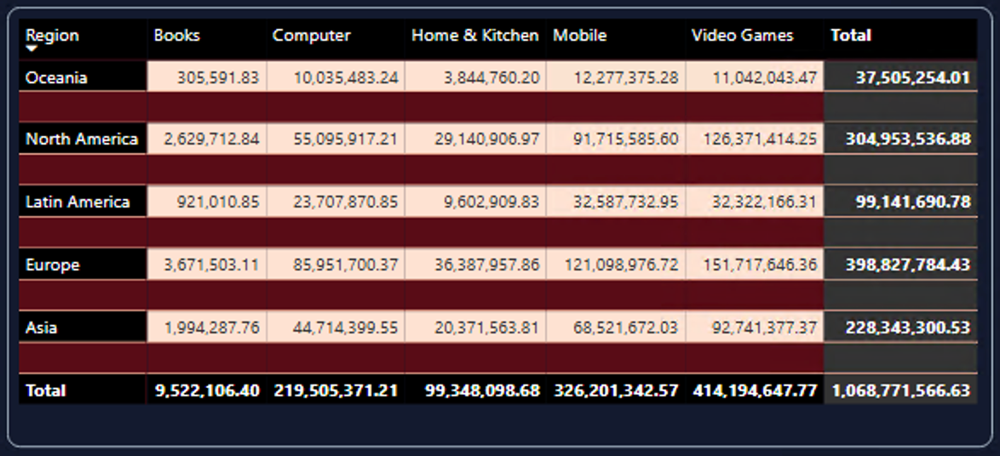 Region Books Computer Home & Kitchen Mobile Video Games Total
Oceania 305,591.83 10,035,483.24 3,844,760.20 12,277,375.28 11,042,043.47 37,505,254.01
North America 2,629,712.84 55,095,917.21 29,140,906.97 91,715,585.60 126,371,414.25 304,953,536.88
Latin America 921,010.85 23,707,870.85 9,602,909.83 32,587,732.95 32,322,166.31 99,141,690.78
Europe 3,671,503.11 85,951,700.37 36,387,957.86 121,098,976.72 151,717,646.36 398,827,784.43
Asia 1,994,287.76 44,714,399.55 20,371,563.81 68,521,672.03 92,741,377.37 228,343,300.53
Total 9,522,106.40 219,505,371.21 99,348,098.68 326,201,342.57 414,194,647.77 1,068,771,566.63